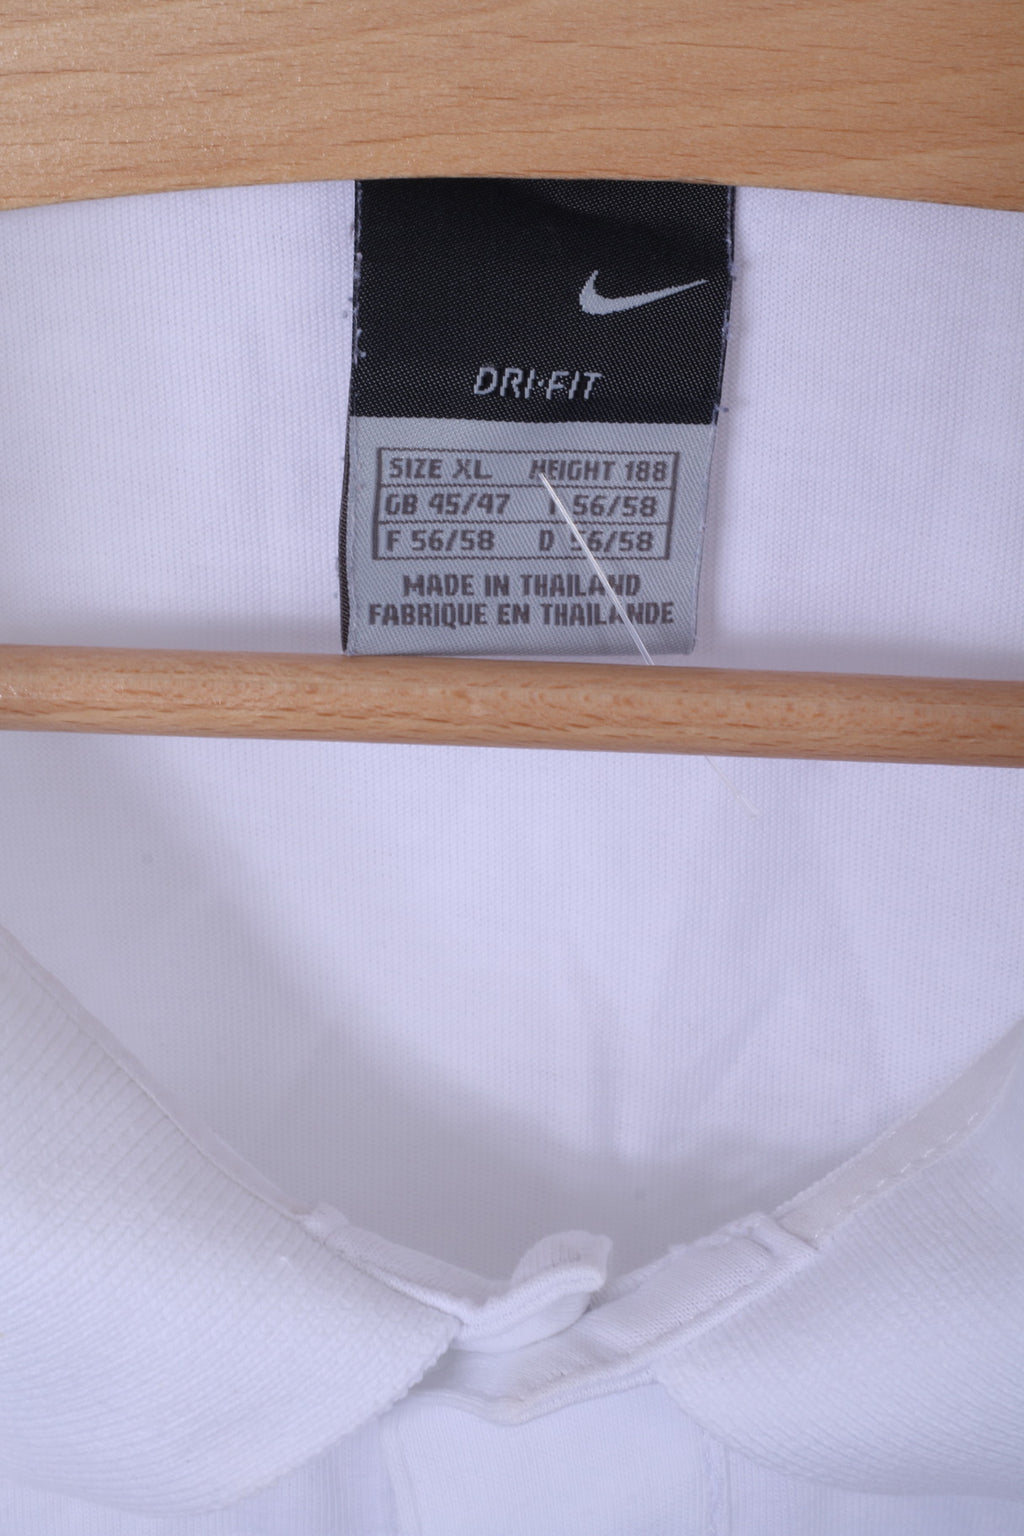 DRI·FIT
SIZE XL HEIGHT 188
GB 45/47 I 56/58
F 56/58 D 56/58
MADE IN THAILAND
FABRIQUE EN THAILANDE